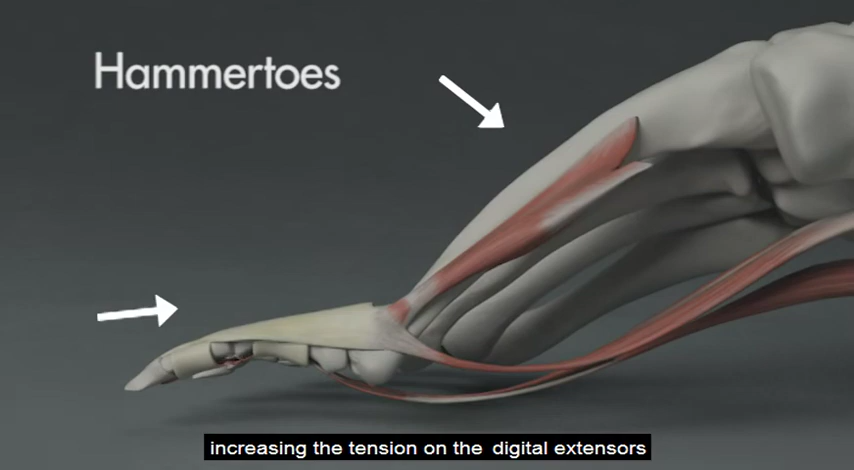 Hammertoes
increasing the tension on the digital extensors